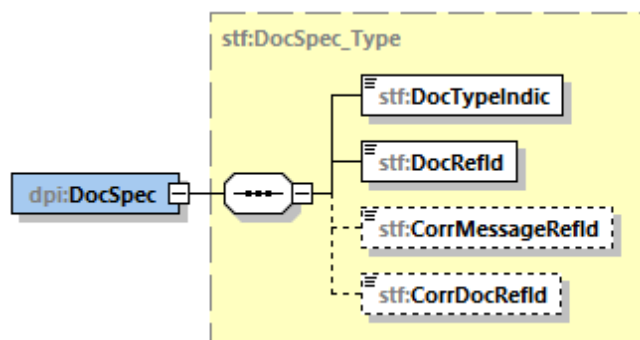 stf:DocSpec_Type
stf:DocTypeIndic
stf:DocRefId
dpi:DocSpec
stf:CorrMessageRefId
stf:CorrDocRefId